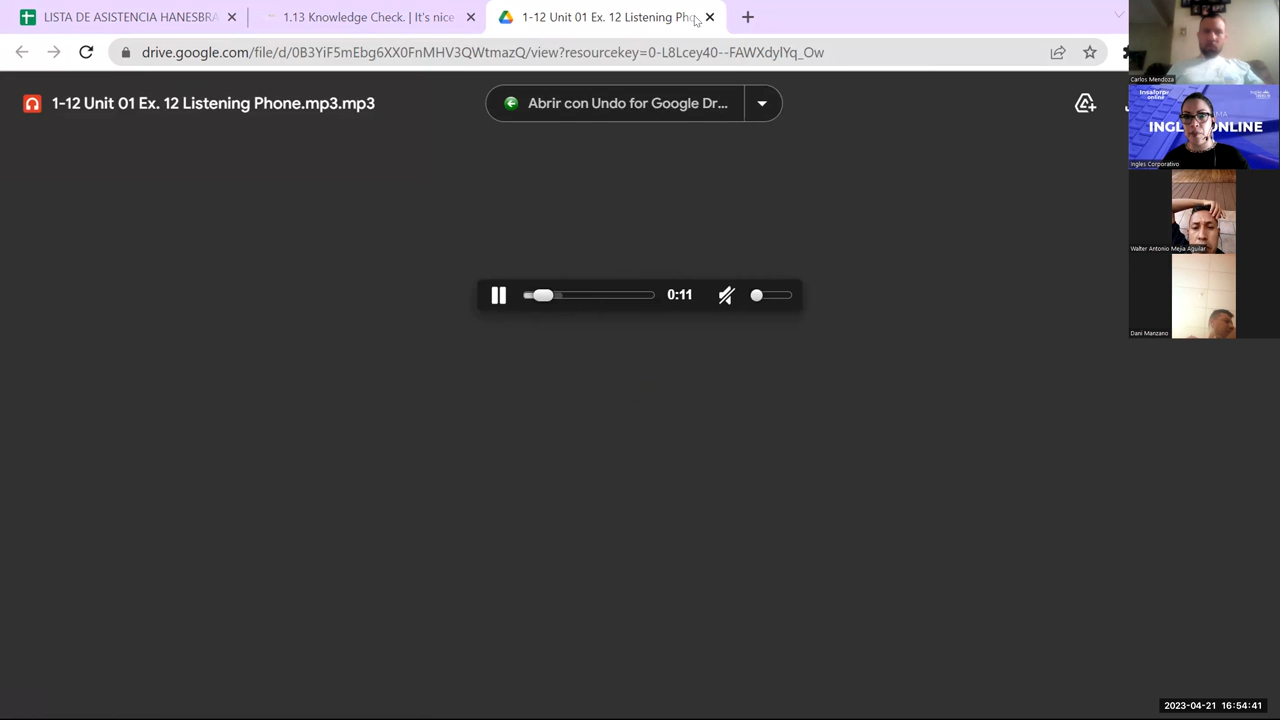 LISTA DE ASISTENCIA HANESBRA
1.13 Knowledge Check. | It's nice
1-12 Unit 01 Ex. 12 Listening Pho
drive.google.com/file/d/0B3YiF5mEbg6XX0FnMHV3QWtmazQ/view?resourcekey=0-L8Lcey40--FAWXdylYq_Ow
1-12 Unit 01 Ex. 12 Listening Phone.mp3.mp3
Abrir con Undo for Google Dr...
0:11
Carlos Mendoza
Insaforp
online
INGL
ONLINE
Ingles Corporativo
Walter Antonio Mejia Aguilar
Dani Manzano
2023-04-21 16:54:41